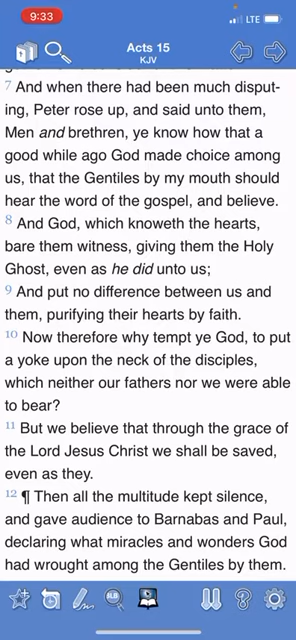 9:33
LTE
Acts 15
KJV
7 And when there had been much disput-
ing, Peter rose up, and said unto them,
Men and brethren, ye know how that a
good while ago God made choice among
us, that the Gentiles by my mouth should
hear the word of the gospel, and believe.
8 And God, which knoweth the hearts,
bare them witness, giving them the Holy
Ghost, even as he did unto us;
9 And put no difference between us and
them, purifying their hearts by faith.
10 Now therefore why tempt ye God, to put
a yoke upon the neck of the disciples,
which neither our fathers nor we were able
to bear?
11 But we believe that through the grace of
the Lord Jesus Christ we shall be saved,
even as they.
12 ¶ Then all the multitude kept silence,
and gave audience to Barnabas and Paul,
declaring what miracles and wonders God
had wrought among the Gentiles by them.